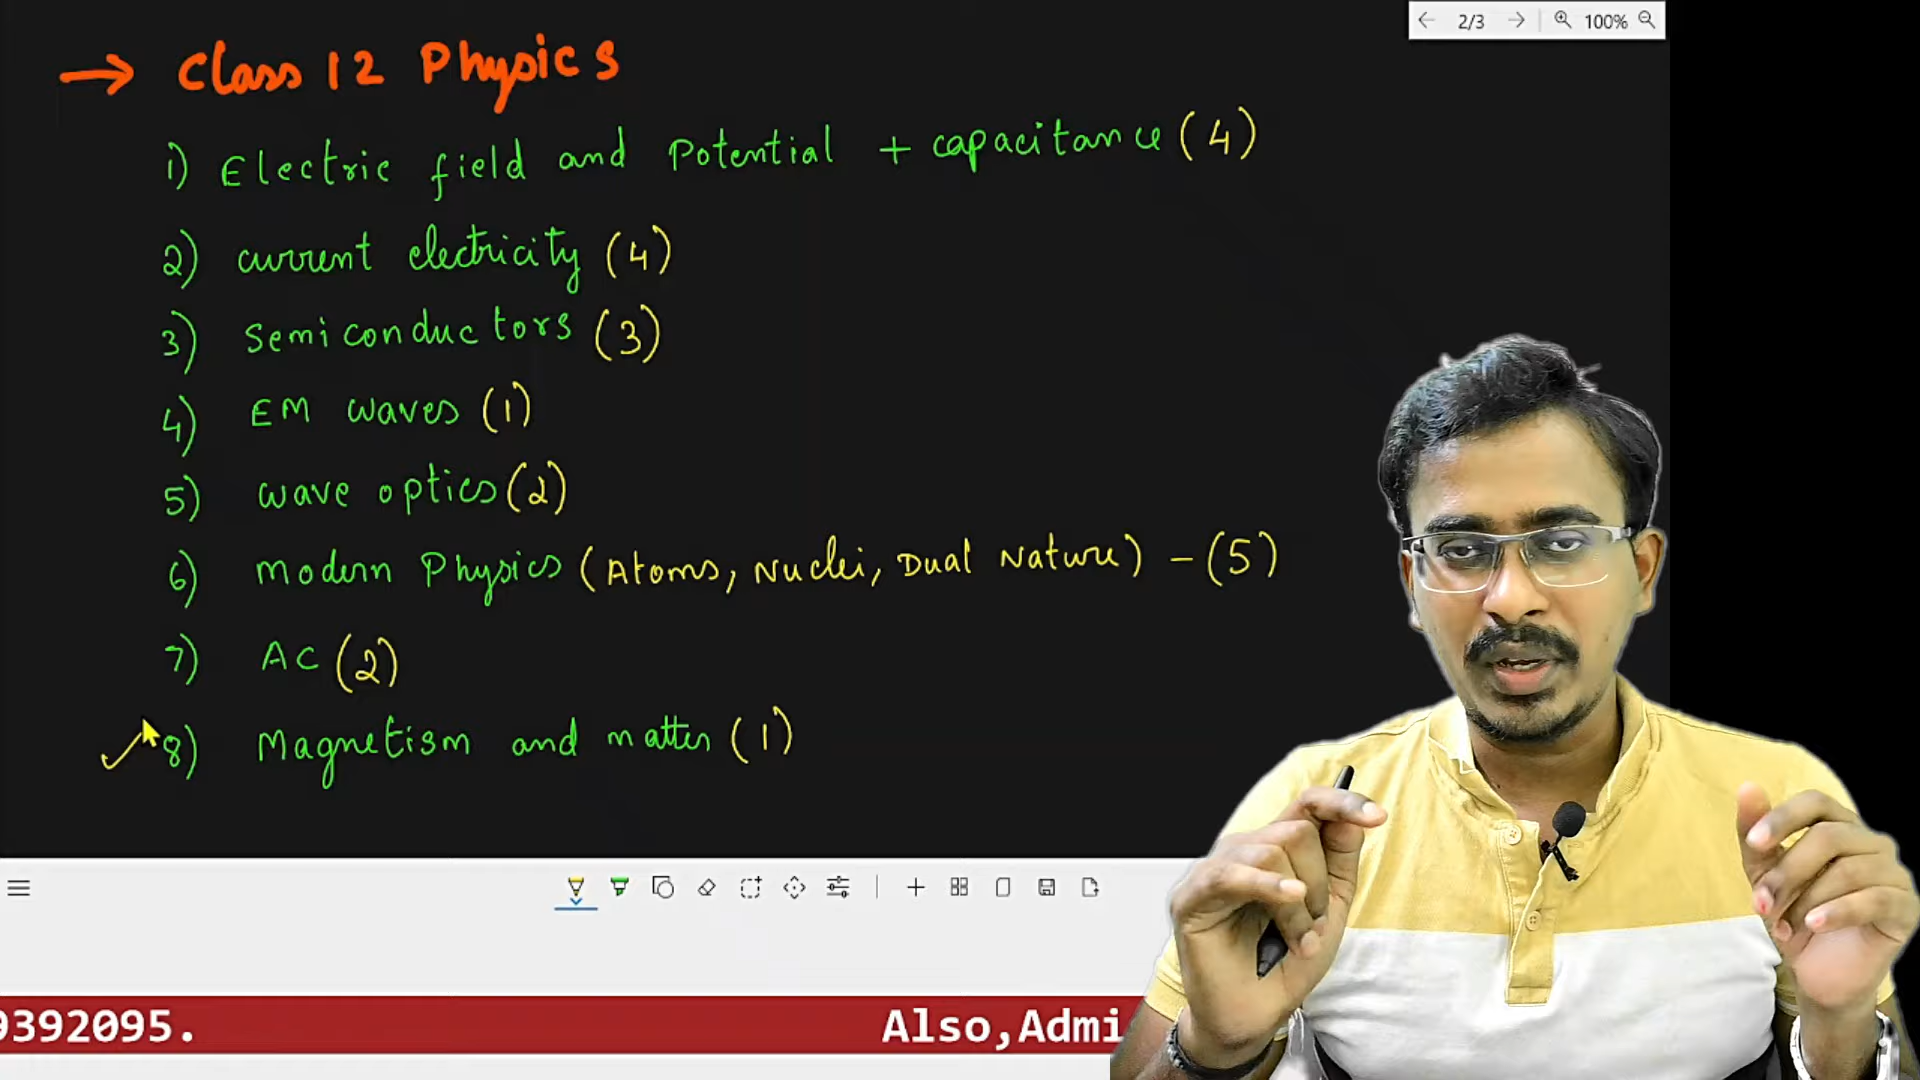 2/3 100%
→ Class 12 Physics
1) Electric field and Potential + capacitance (4)
2) current electricity (4)
3) Semiconductors (3)
4) EM waves (1)
5) wave optics (2)
6) Modern Physics (Atoms, Nuclei, Dual Nature) - (5)
7) AC (2)
8) Magnetism and matter (1)
9392095. Also,Admi